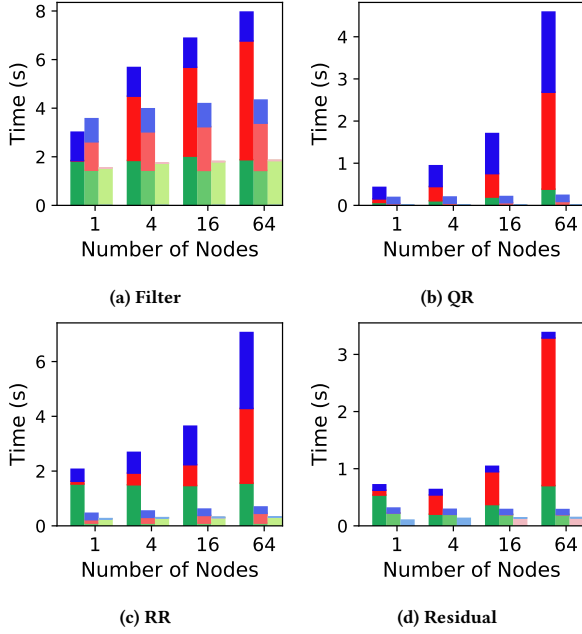 8
6
4
2
0
Time (s)
1 4 16 64
Number of Nodes
(a) Filter
4
3
2
1
0
Time (s)
1 4 16 64
Number of Nodes
(b) QR
6
4
2
0
Time (s)
1 4 16 64
Number of Nodes
(c) RR
3
2
1
0
Time (s)
1 4 16 64
Number of Nodes
(d) Residual